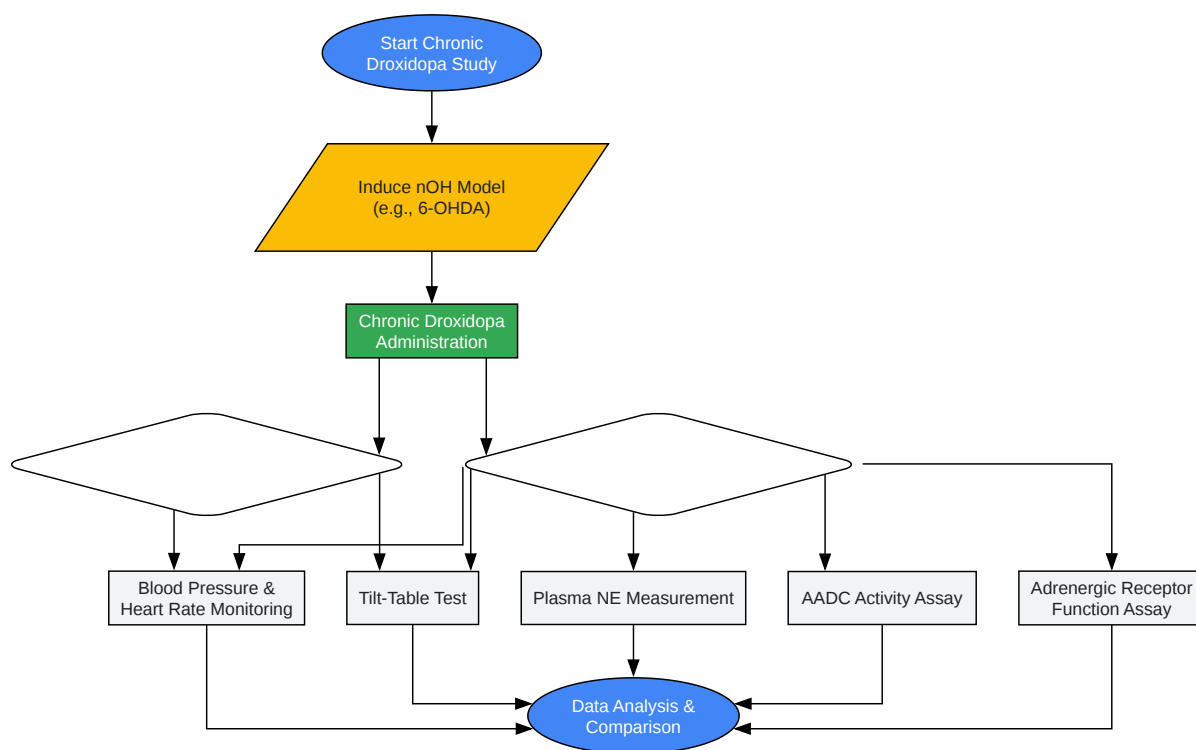 Start Chronic
Droxidopa Study
Induce nOH Model
(e.g., 6-OHDA)
Chronic Droxidopa
Administration
Blood Pressure &
Heart Rate Monitoring
Tilt-Table Test
Plasma NE Measurement
AADC Activity Assay
Adrenergic Receptor
Function Assay
Data Analysis &
Comparison